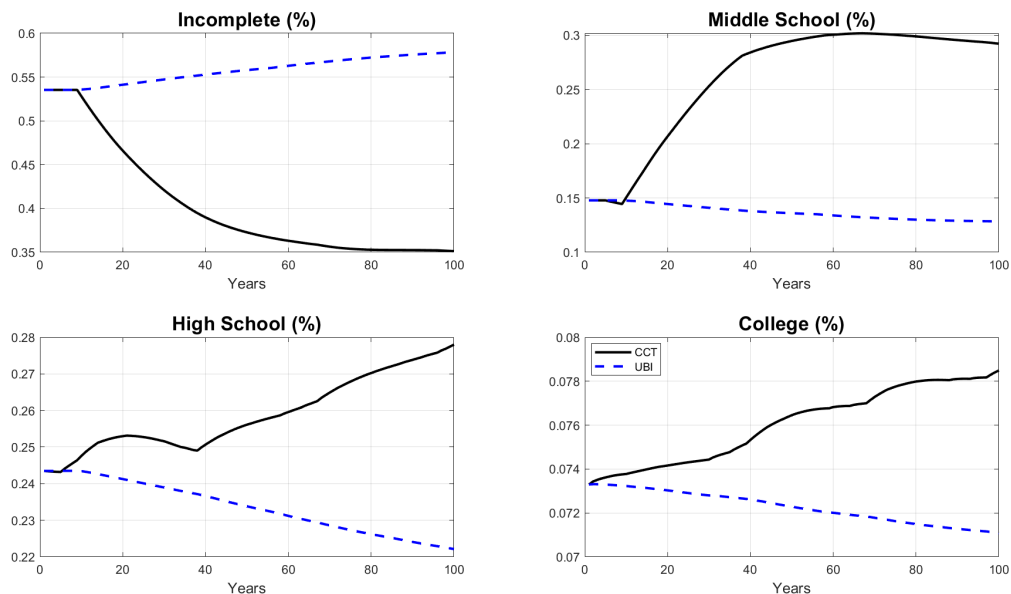 Incomplete (%)
0.6
0.55
0.5
0.45
0.4
0.35
0 20 40 60 80 100
Years
Middle School (%)
0.3
0.25
0.2
0.15
0.1
0 20 40 60 80 100
Years
High School (%)
0.28
0.27
0.26
0.25
0.24
0.23
0.22
0 20 40 60 80 100
Years
College (%)
0.08
CCT
UBI
0.078
0.076
0.074
0.072
0.07
0 20 40 60 80 100
Years